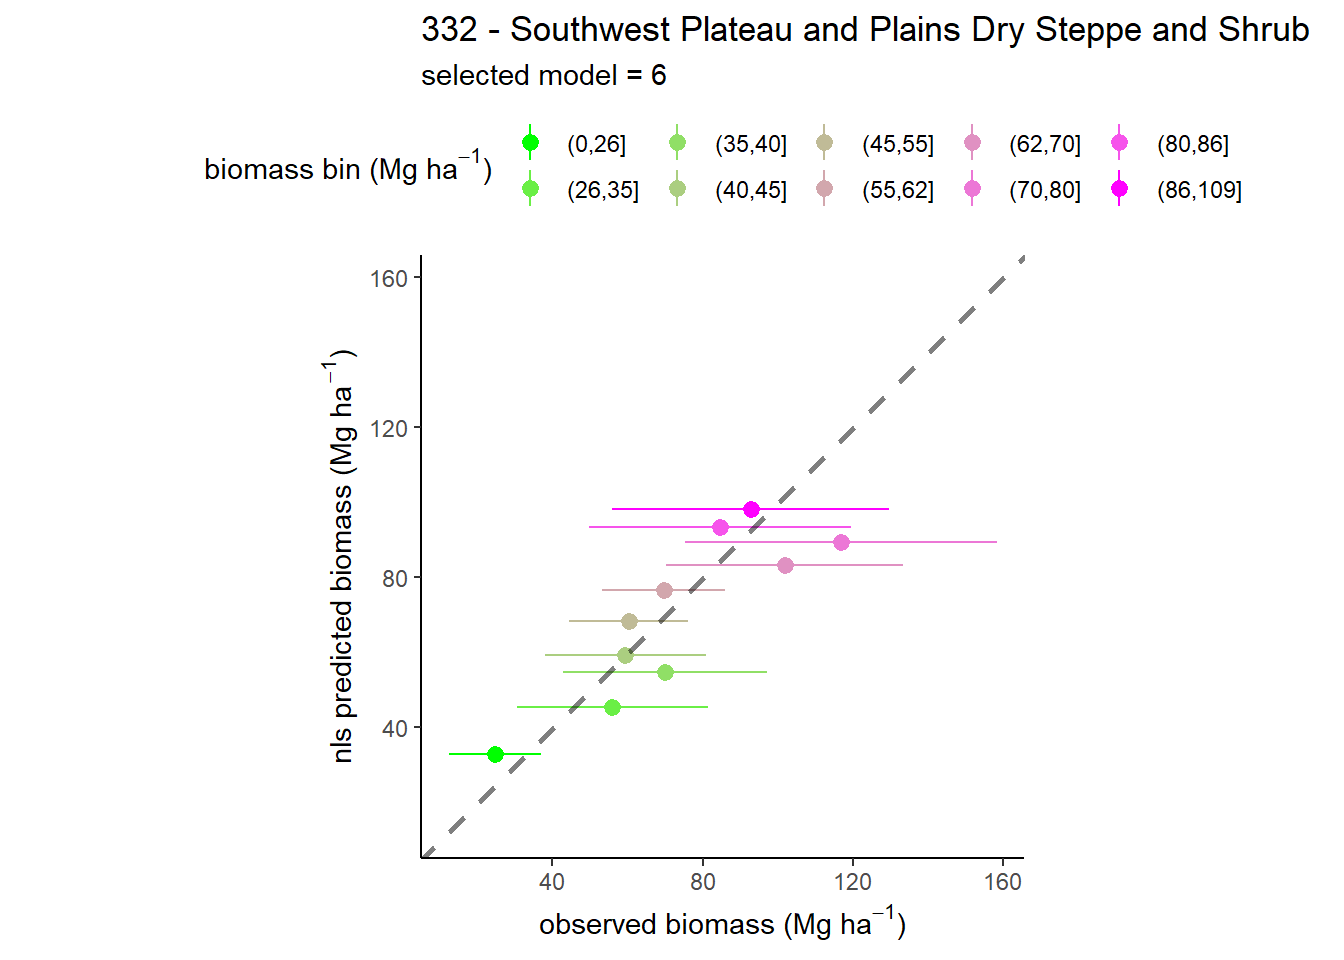 332 - Southwest Plateau and Plains Dry Steppe and Shrub
selected model = 6
biomass bin (Mg ha⁻¹)
(0,26] (35,40] (45,55] (62,70] (80,86]
(26,35] (40,45] (55,62] (70,80] (86,109]
nls predicted biomass (Mg ha⁻¹)
160
120
80
40
40 80 120 160
observed biomass (Mg ha⁻¹)